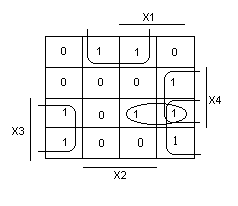 X1
0 1 1 0
0 0 0 1
X4
1 0 1 1
X3
1 0 0 1
X2